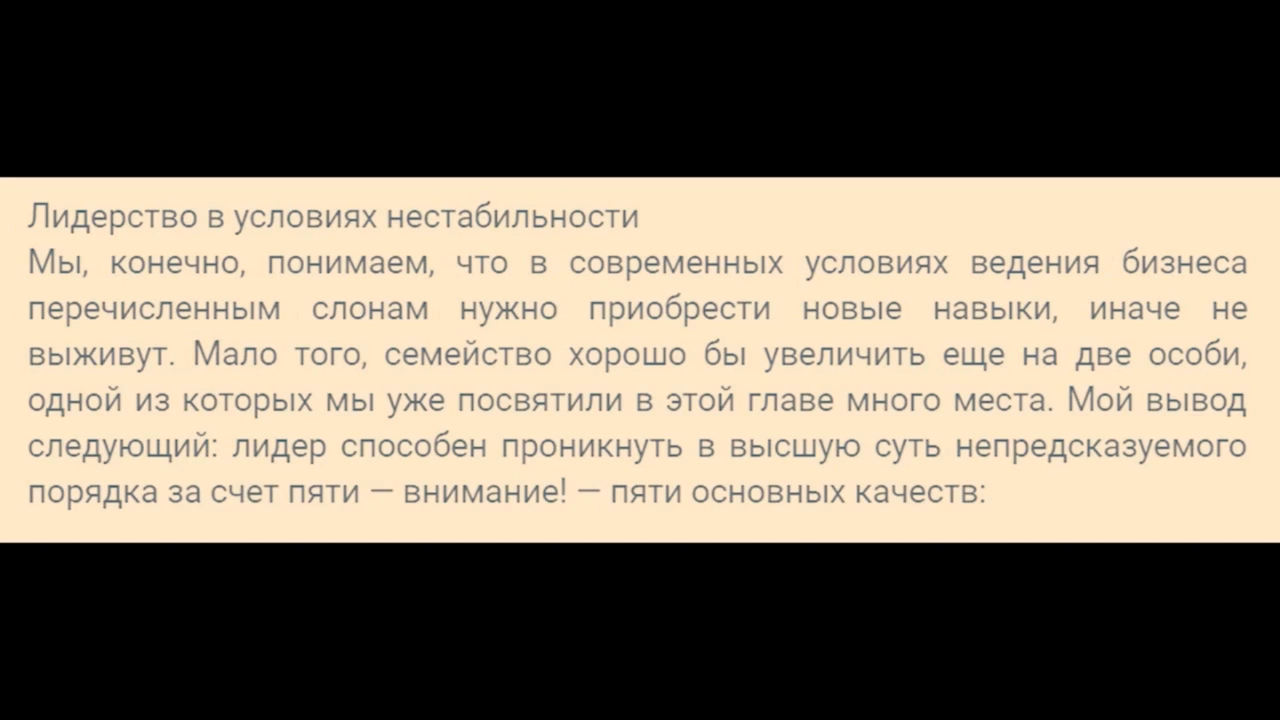 Лидерство в условиях нестабильности
Мы, конечно, понимаем, что в современных условиях ведения бизнеса
перечисленным слонам нужно приобрести новые навыки, иначе не
выживут. Мало того, семейство хорошо бы увеличить еще на две особи,
одной из которых мы уже посвятили в этой главе много места. Мой вывод
следующий: лидер способен проникнуть в высшую суть непредсказуемого
порядка за счет пяти — внимание! — пяти основных качеств: